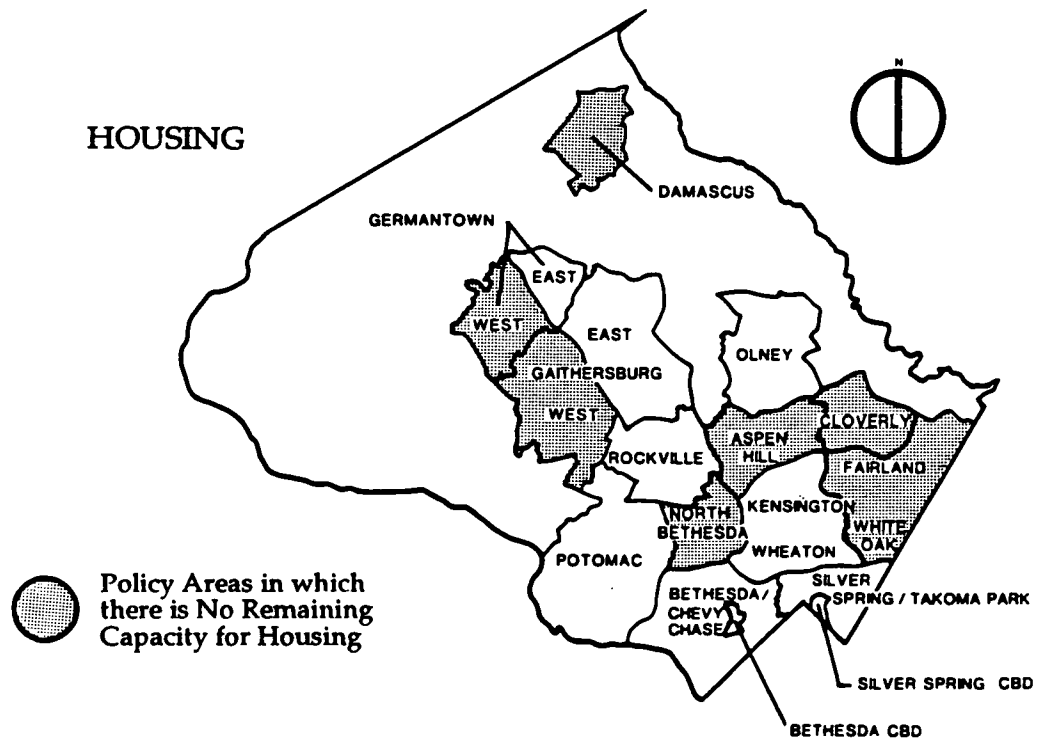 N
HOUSING
DAMASCUS
GERMANTOWN
EAST
WEST
EAST
OLNEY
GAITHERSBURG
WEST
CLOVERLY
ASPEN
HILL
ROCKVILLE
FAIRLAND
KENSINGTON
NORTH
BETHESDA
WHITE
OAK
WHEATON
POTOMAC
Policy Areas in which
there is No Remaining
Capacity for Housing
SILVER
SPRING / TAKOMA PARK
BETHESDA /
CHEVY
CHASE
SILVER SPRING CBD
BETHESDA CBD